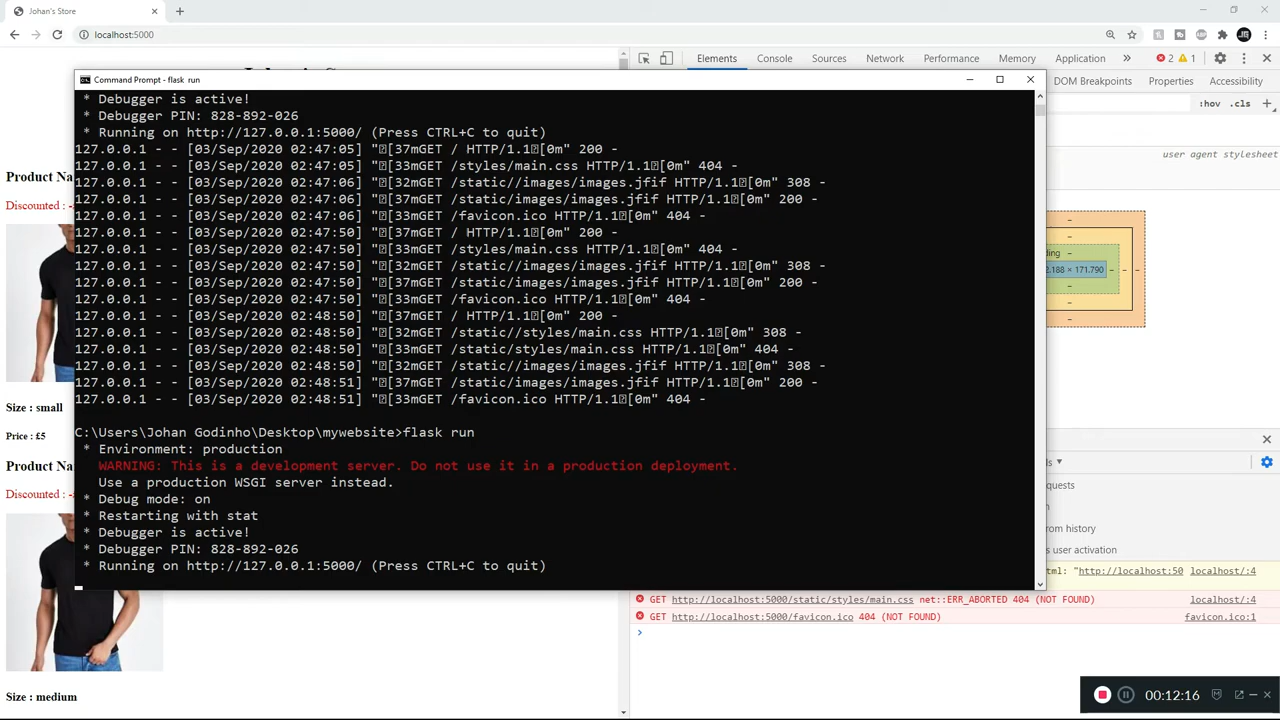 Johan's Store
localhost:5000
Elements Console Sources Network Performance Memory Application 2 1
Command Prompt - flask run
DOM Breakpoints Properties Accessibility
:hov .cls
user agent stylesheet
* Debugger is active!
* Debugger PIN: 828-892-026
* Running on http://127.0.0.1:5000/ (Press CTRL+C to quit)
127.0.0.1 - - [03/Sep/2020 02:47:05] "[37mGET / HTTP/1.1[0m" 200 -
127.0.0.1 - - [03/Sep/2020 02:47:05] "[33mGET /styles/main.css HTTP/1.1[0m" 404 -
127.0.0.1 - - [03/Sep/2020 02:47:06] "[32mGET /static//images/images.jfif HTTP/1.1[0m" 308 -
127.0.0.1 - - [03/Sep/2020 02:47:06] "[37mGET /static/images/images.jfif HTTP/1.1[0m" 200 -
127.0.0.1 - - [03/Sep/2020 02:47:06] "[33mGET /favicon.ico HTTP/1.1[0m" 404 -
127.0.0.1 - - [03/Sep/2020 02:47:50] "[37mGET / HTTP/1.1[0m" 200 -
127.0.0.1 - - [03/Sep/2020 02:47:50] "[33mGET /styles/main.css HTTP/1.1[0m" 404 -
127.0.0.1 - - [03/Sep/2020 02:47:50] "[32mGET /static//images/images.jfif HTTP/1.1[0m" 308 -
127.0.0.1 - - [03/Sep/2020 02:47:50] "[37mGET /static/images/images.jfif HTTP/1.1[0m" 200 -
127.0.0.1 - - [03/Sep/2020 02:47:50] "[33mGET /favicon.ico HTTP/1.1[0m" 404 -
127.0.0.1 - - [03/Sep/2020 02:48:50] "[37mGET / HTTP/1.1[0m" 200 -
127.0.0.1 - - [03/Sep/2020 02:48:50] "[32mGET /static//styles/main.css HTTP/1.1[0m" 308 -
127.0.0.1 - - [03/Sep/2020 02:48:50] "[33mGET /static/styles/main.css HTTP/1.1[0m" 404 -
127.0.0.1 - - [03/Sep/2020 02:48:50] "[32mGET /static//images/images.jfif HTTP/1.1[0m" 308 -
127.0.0.1 - - [03/Sep/2020 02:48:51] "[37mGET /static/images/images.jfif HTTP/1.1[0m" 200 -
127.0.0.1 - - [03/Sep/2020 02:48:51] "[33mGET /favicon.ico HTTP/1.1[0m" 404 -
C:\Users\Johan Godinho\Desktop\mywebsite>flask run
* Environment: production
WARNING: This is a development server. Do not use it in a production deployment.
Use a production WSGI server instead.
* Debug mode: on
* Restarting with stat
* Debugger is active!
* Debugger PIN: 828-892-026
* Running on http://127.0.0.1:5000/ (Press CTRL+C to quit)
Product Na
Discounted : -
Size : small
Price : £5
Product Na
Discounted : -
Size : medium
ding
2.188 × 171.790
equests
rom history
s user activation
html: "http://localhost:50 localhost/:4
GET http://localhost:5000/static/styles/main.css net::ERR_ABORTED 404 (NOT FOUND) localhost/:4
GET http://localhost:5000/favicon.ico 404 (NOT FOUND) favicon.ico:1
00:12:16